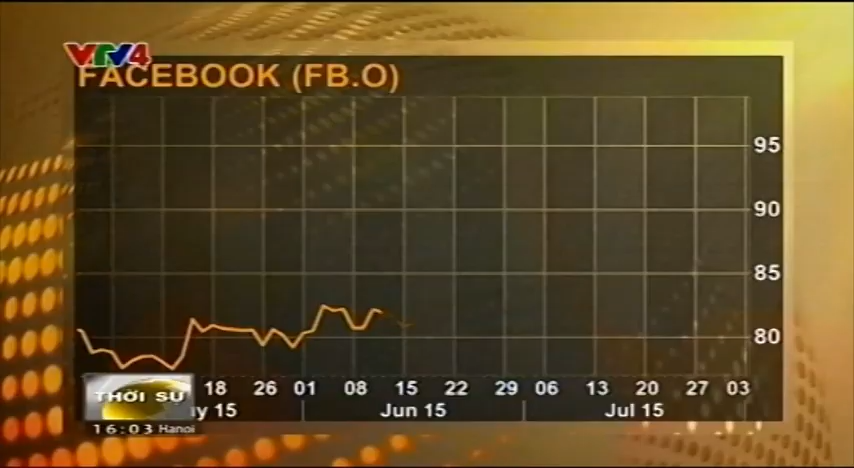 VTV4
FACEBOOK (FB.O)
95
90
85
80
18 26 01 08 15 22 29 06 13 20 27 03
15 Jun 15 Jul 15
THỜI SỰ
16:03 Hanoi